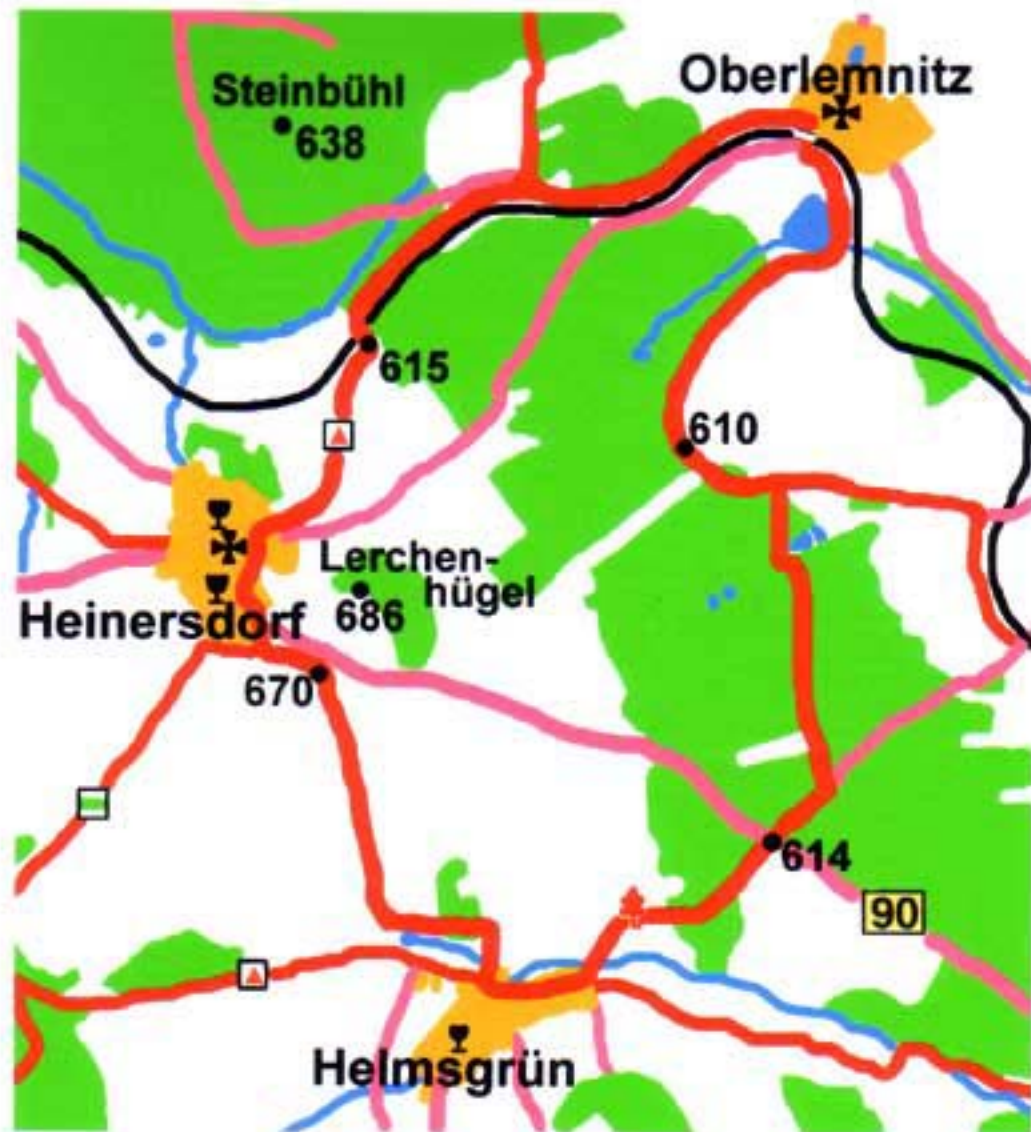 Oberlemnitz
Steinbühl
638
615
610
Lerchen-
hügel
686
Heinersdorf
670
614
90
Helmsgrün